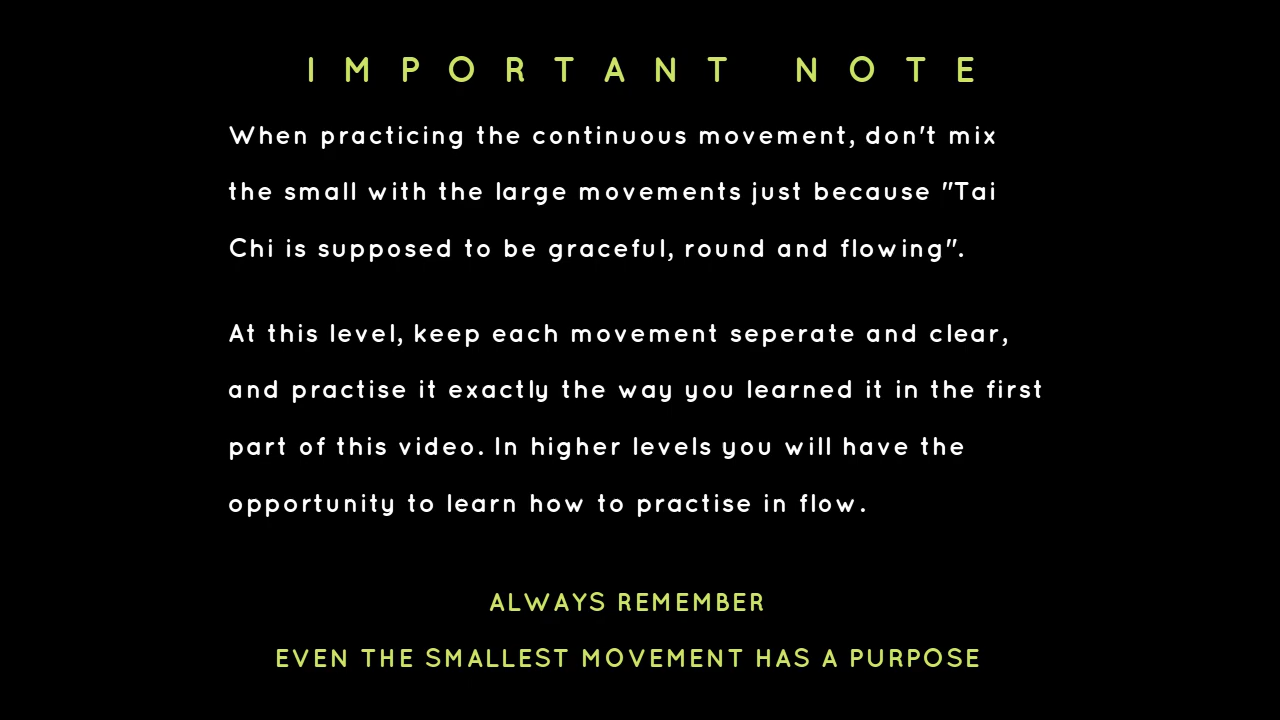 IMPORTANT NOTE
When practicing the continuous movement, don't mix
the small with the large movements just because "Tai
Chi is supposed to be graceful, round and flowing".
At this level, keep each movement seperate and clear,
and practise it exactly the way you learned it in the first
part of this video. In higher levels you will have the
opportunity to learn how to practise in flow.
ALWAYS REMEMBER
EVEN THE SMALLEST MOVEMENT HAS A PURPOSE